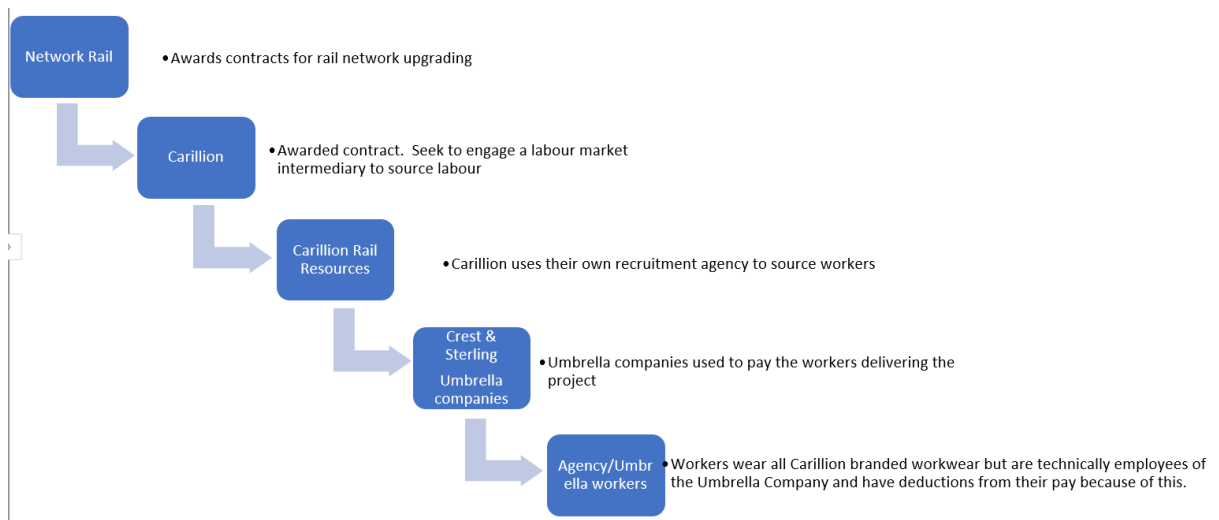 Network Rail
•Awards contracts for rail network upgrading
Carillion
•Awarded contract.  Seek to engage a labour market
intermediary to source labour
Carillion Rail
Resources
•Carillion uses their own recruitment agency to source workers
Crest &
Sterling
Umbrella
companies
•Umbrella companies used to pay the workers delivering the
project
Agency/Umbr
ella workers
•Workers wear all Carillion branded workwear but are technically employees of
the Umbrella Company and have deductions from their pay because of this.